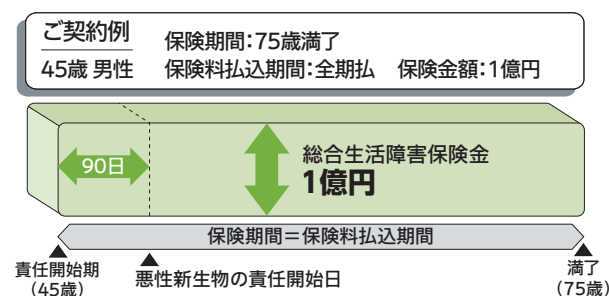 ご契約例
45歳 男性
保険期間:75歳満了
保険料払込期間:全期払 保険金額:1億円
90日
総合生活障害保険金
1億円
保険期間=保険料払込期間
責任開始期
(45歳)
悪性新生物の責任開始日
満了
(75歳)